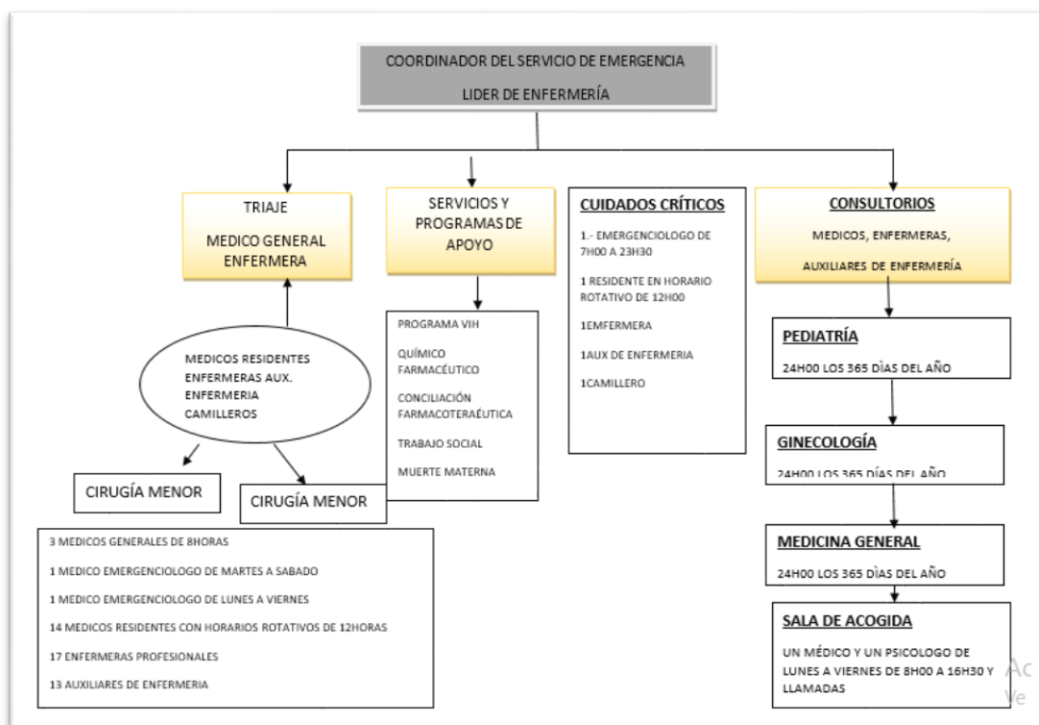 COORDINADOR DEL SERVICIO DE EMERGENCIA
LIDER DE ENFERMERÍA
TRIAJE
MEDICO GENERAL
ENFERMERA
SERVICIOS Y
PROGRAMAS DE
APOYO
CUIDADOS CRÍTICOS
1.- EMERGENCIOLOGO DE
7H00 A 23H30
1 RESIDENTE EN HORARIO
ROTATIVO DE 12H00
1EMFERMERA
1AUX DE ENFERMERIA
1CAMILLERO
CONSULTORIOS
MEDICOS, ENFERMERAS,
AUXILIARES DE ENFERMERÍA
MEDICOS RESIDENTES
ENFERMERAS AUX.
ENFERMERIA
CAMILLEROS
PROGRAMA VIH
QUÍMICO
FARMACÉUTICO
CONCILIACIÓN
FARMACOTERAÉUTICA
TRABAJO SOCIAL
MUERTE MATERNA
PEDIATRÍA
24H00 LOS 365 DÌAS DEL AÑO
GINECOLOGÍA
24H00 LOS 365 DÍAS DEL AÑO
MEDICINA GENERAL
24H00 LOS 365 DÌAS DEL AÑO
SALA DE ACOGIDA
UN MÉDICO Y UN PSICOLOGO DE
LUNES A VIERNES DE 8H00 A 16H30 Y
LLAMADAS
CIRUGÍA MENOR
CIRUGÍA MENOR
3 MEDICOS GENERALES DE 8HORAS
1 MEDICO EMERGENCIOLOGO DE MARTES A SABADO
1 MEDICO EMERGENCIOLOGO DE LUNES A VIERNES
14 MEDICOS RESIDENTES CON HORARIOS ROTATIVOS DE 12HORAS
17 ENFERMERAS PROFESIONALES
13 AUXILIARES DE ENFERMERIA
Ac
Ve